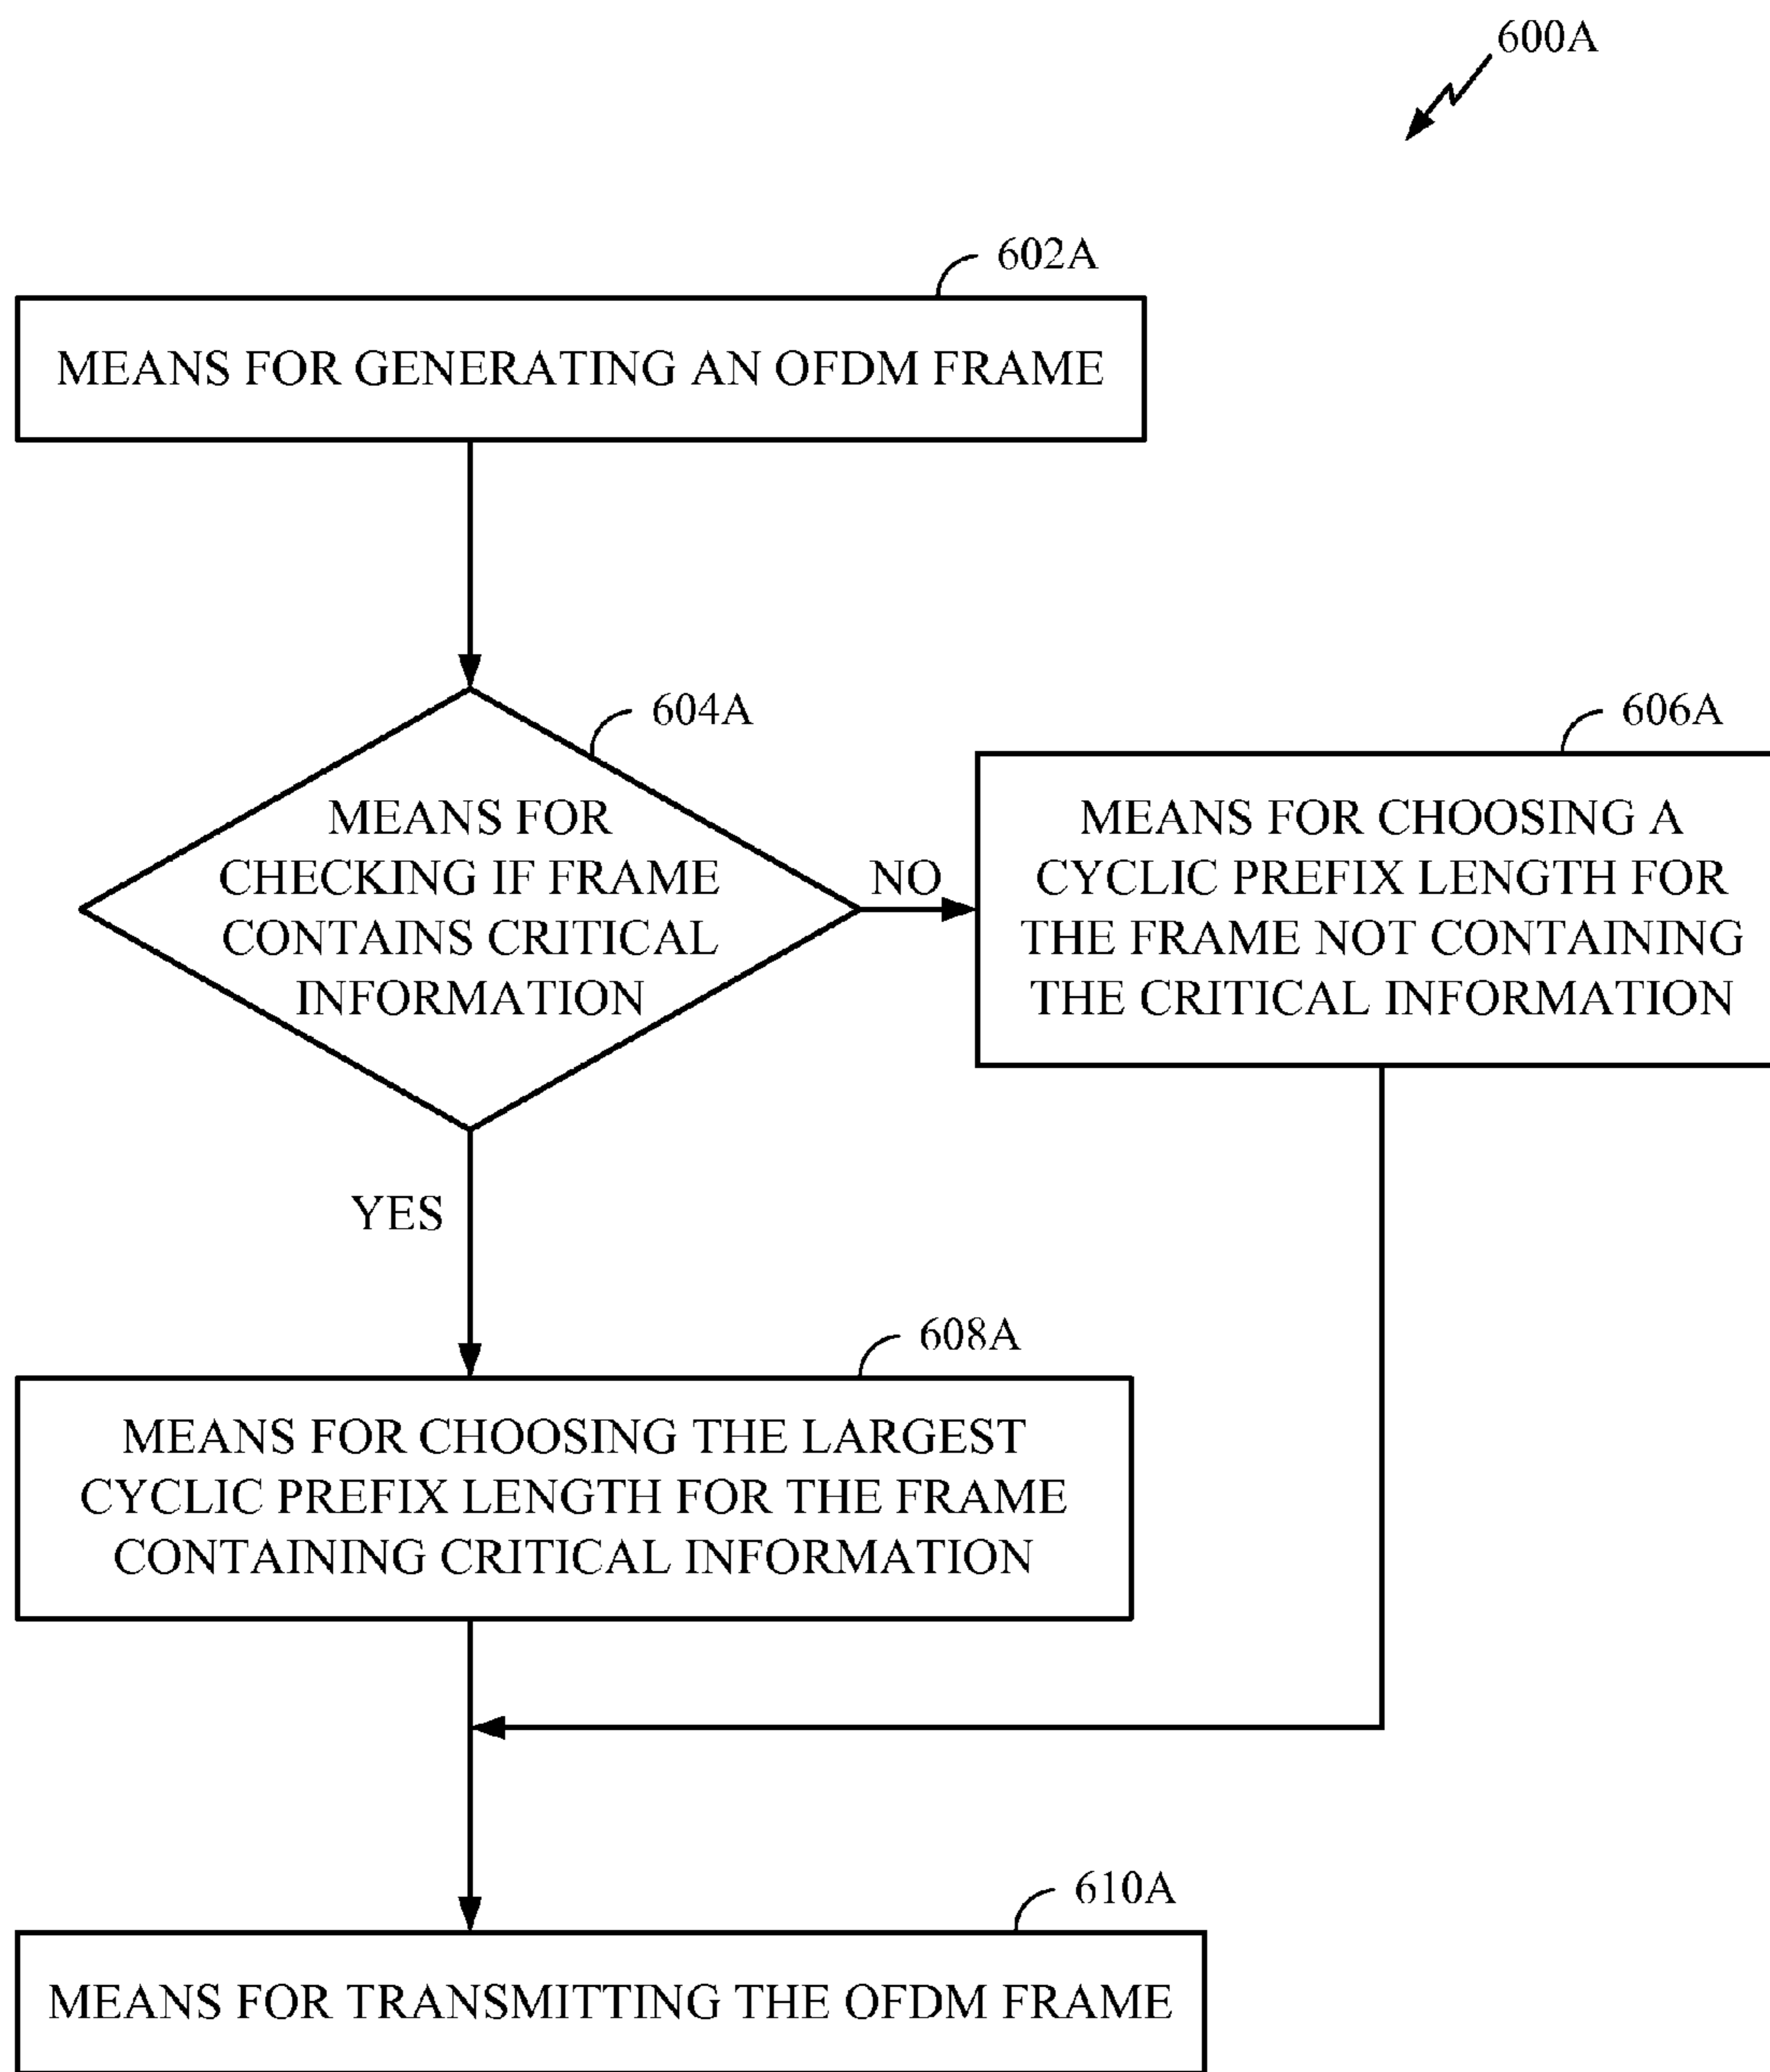 600A
602A
MEANS FOR GENERATING AN OFDM FRAME
604A
MEANS FOR
CHECKING IF FRAME
CONTAINS CRITICAL
INFORMATION
NO
606A
MEANS FOR CHOOSING A
CYCLIC PREFIX LENGTH FOR
THE FRAME NOT CONTAINING
THE CRITICAL INFORMATION
YES
608A
MEANS FOR CHOOSING THE LARGEST
CYCLIC PREFIX LENGTH FOR THE FRAME
CONTAINING CRITICAL INFORMATION
610A
MEANS FOR TRANSMITTING THE OFDM FRAME